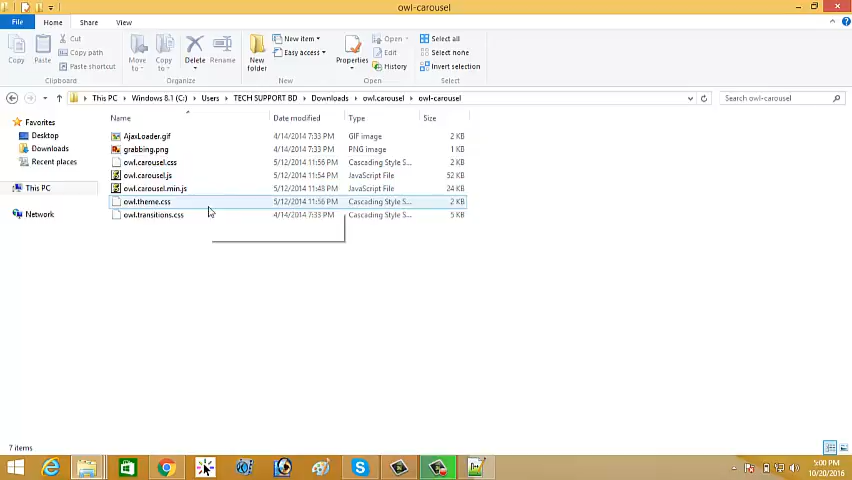 owl-carousel
File Home Share View
Copy Paste Cut Copy path Paste shortcut Move to Copy to Delete Rename New folder New item Easy access Properties Open Edit History Select all Select none Invert selection
Clipboard Organize New Open Select
This PC Windows 8.1 (C:) Users TECH SUPPORT BD Downloads owl.carousel owl-carousel Search owl-carousel
Name Date modified Type Size
Favorites
Desktop
Downloads
Recent places
This PC
Network
AjaxLoader.gif 4/14/2014 7:33 PM GIF image 2 KB
grabbing.png 4/14/2014 7:33 PM PNG image 1 KB
owl.carousel.css 5/12/2014 11:56 PM Cascading Style S... 2 KB
owl.carousel.js 5/12/2014 11:54 PM JavaScript File 52 KB
owl.carousel.min.js 5/12/2014 11:48 PM JavaScript File 24 KB
owl.theme.css 5/12/2014 11:56 PM Cascading Style S... 2 KB
owl.transitions.css 4/14/2014 7:33 PM Cascading Style S... 5 KB
7 items
5:00 PM
10/20/2016